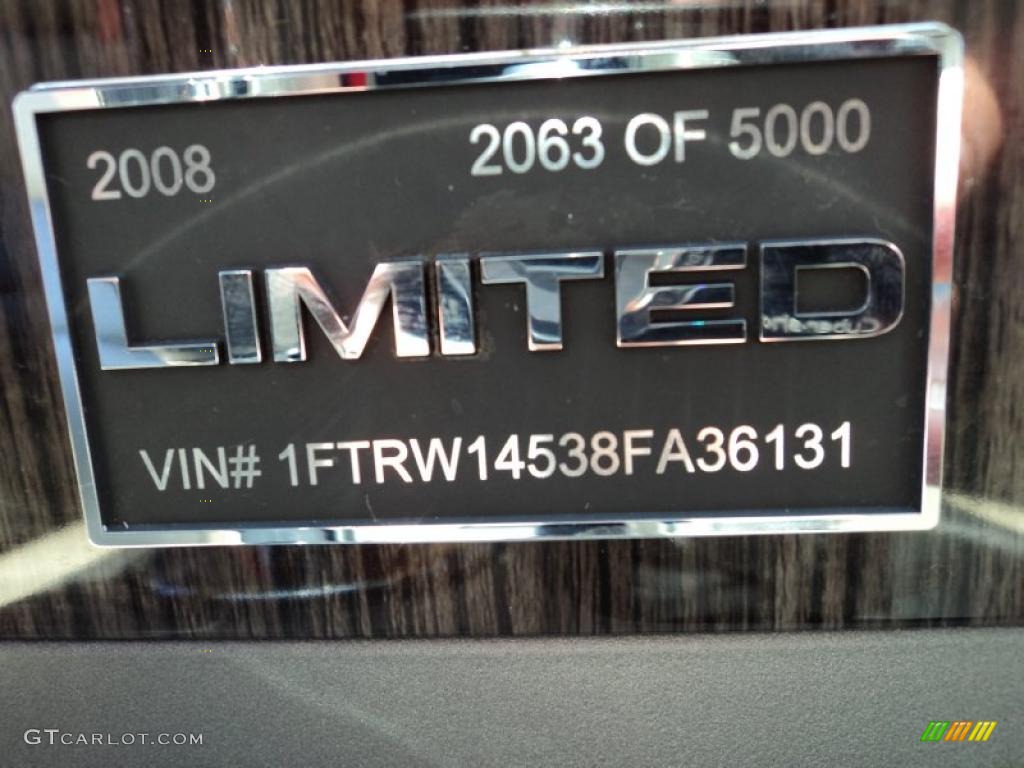 2008 2063 OF 5000
LIMITED
VIN# 1FTRW14538FA36131
GTCARLOT.COM